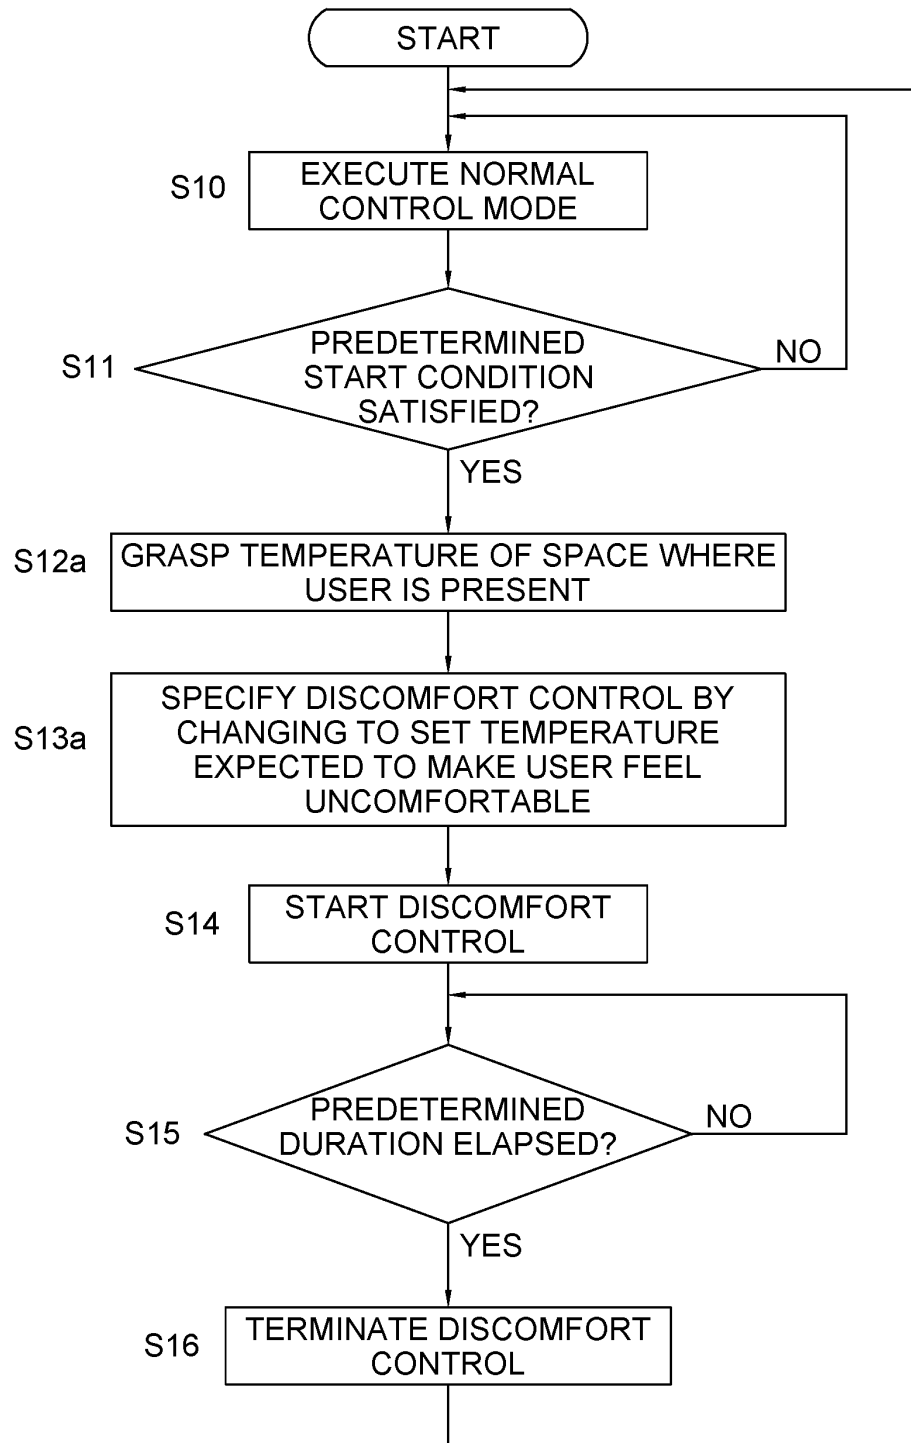 START
S10
EXECUTE NORMAL
CONTROL MODE
S11
PREDETERMINED
START CONDITION
SATISFIED?
NO
YES
S12a
GRASP TEMPERATURE OF SPACE WHERE
USER IS PRESENT
S13a
SPECIFY DISCOMFORT CONTROL BY
CHANGING TO SET TEMPERATURE
EXPECTED TO MAKE USER FEEL
UNCOMFORTABLE
S14
START DISCOMFORT
CONTROL
S15
PREDETERMINED
DURATION ELAPSED?
NO
YES
S16
TERMINATE DISCOMFORT
CONTROL